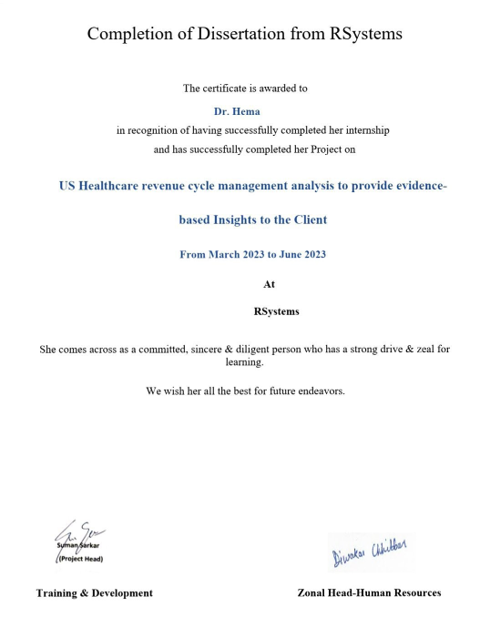 Completion of Dissertation from RSystems
The certificate is awarded to
Dr. Hema
in recognition of having successfully completed her internship
and has successfully completed her Project on
US Healthcare revenue cycle management analysis to provide evidence-
based Insights to the Client
From March 2023 to June 2023
At
RSystems
She comes across as a committed, sincere & diligent person who has a strong drive & zeal for
learning.
We wish her all the best for future endeavors.
Suman Sarkar
(Project Head)
Diwakar Chhibber
Training & Development
Zonal Head-Human Resources